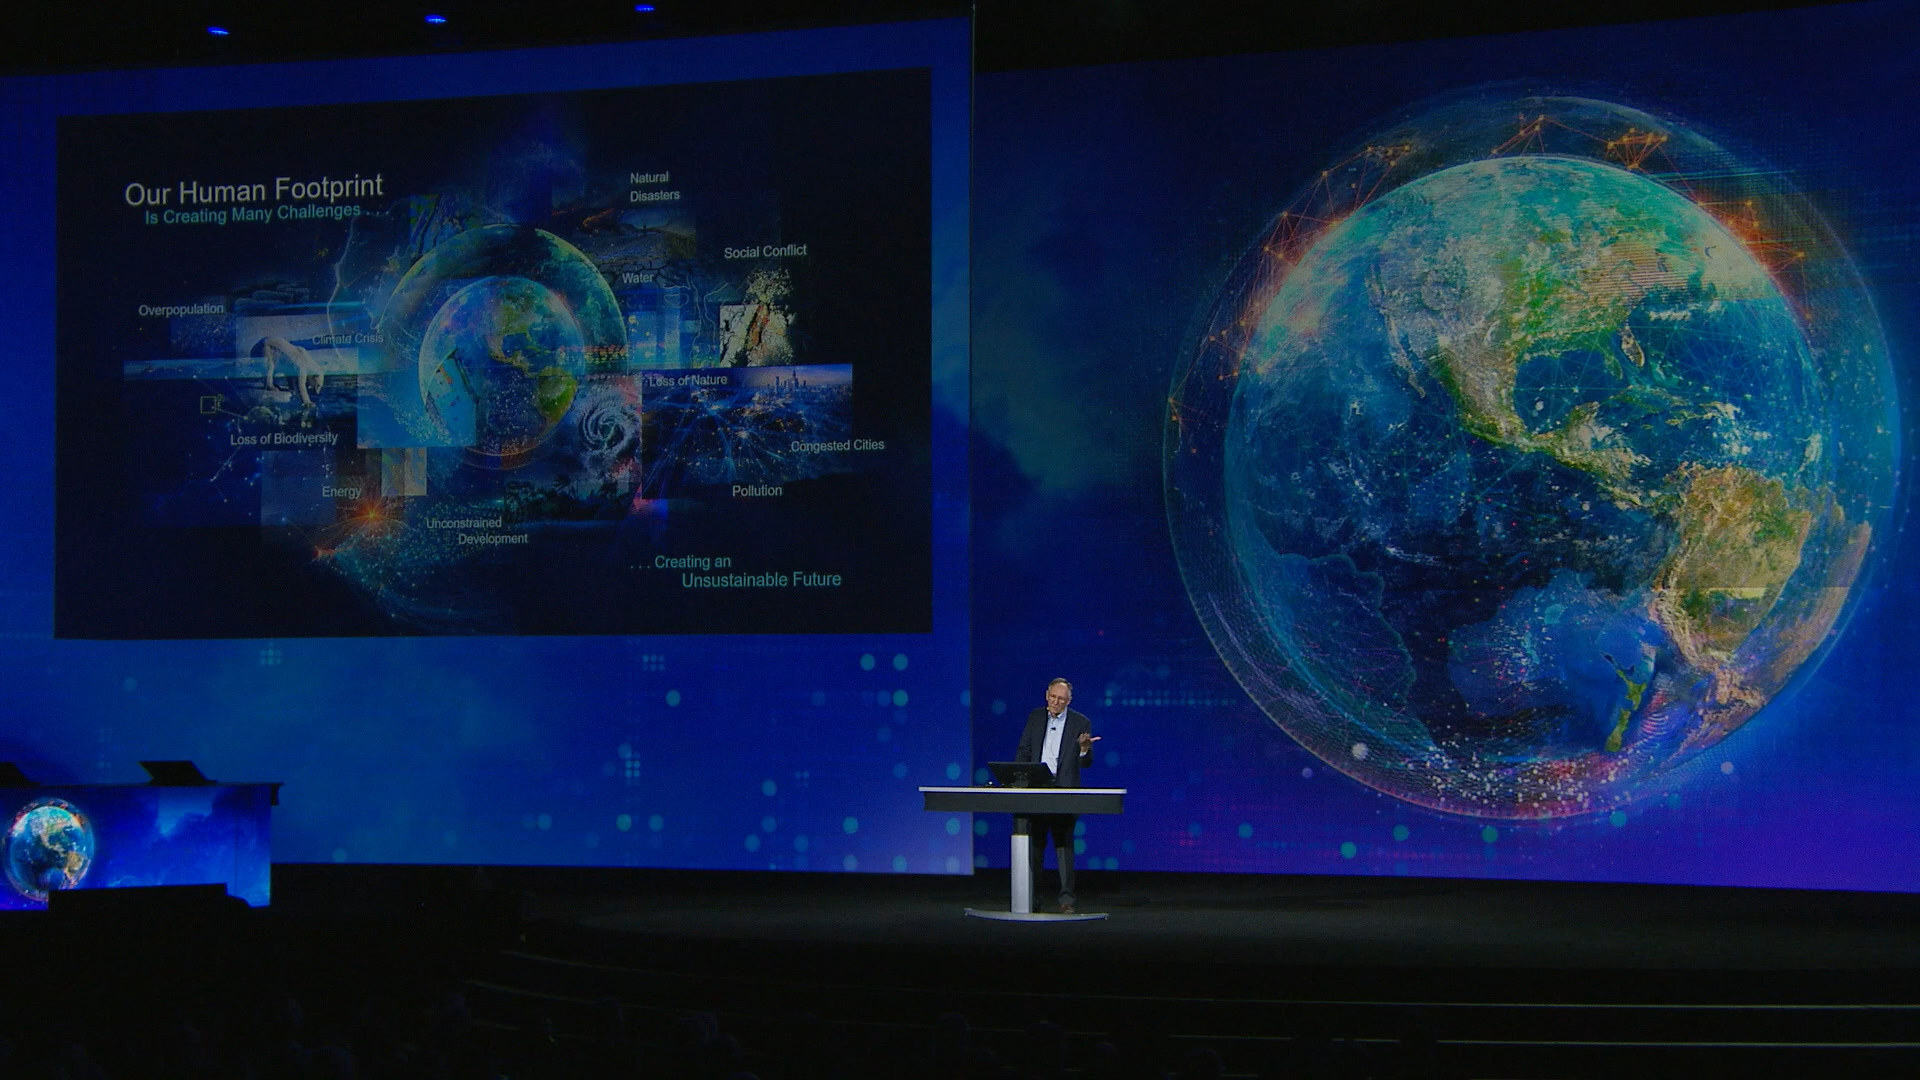 Our Human Footprint
Is Creating Many Challenges . . .
Natural
Disasters
Social Conflict
Water
Overpopulation
Climate Crisis
Loss of Nature
Loss of Biodiversity
Congested Cities
Energy
Pollution
Unconstrained
Development
. . . Creating an
Unsustainable Future